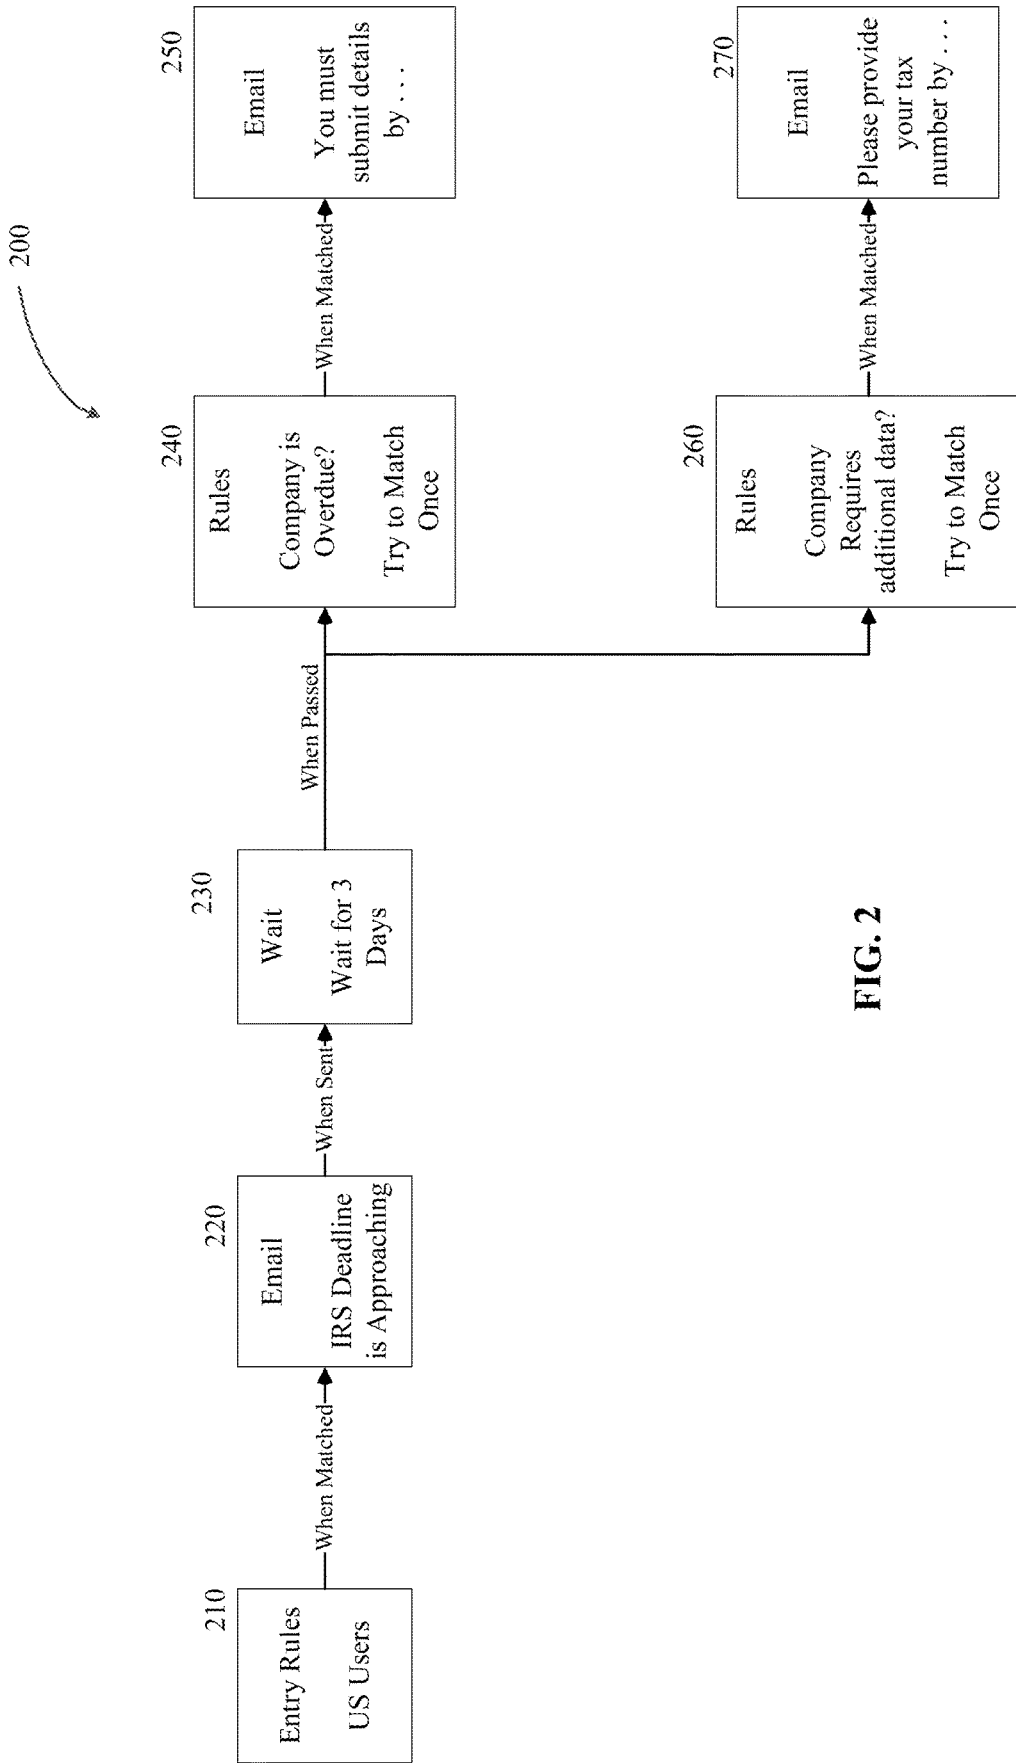 200
210
Entry Rules
US Users
When Matched
220
Email
IRS Deadline
is Approaching
When Sent
230
Wait
Wait for 3
Days
When Passed
240
Rules
Company is
Overdue?
Try to Match
Once
When Matched
250
Email
You must
submit details
by . . .
260
Rules
Company
Requires
additional data?
Try to Match
Once
When Matched
270
Email
Please provide
your tax
number by . . .
FIG. 2